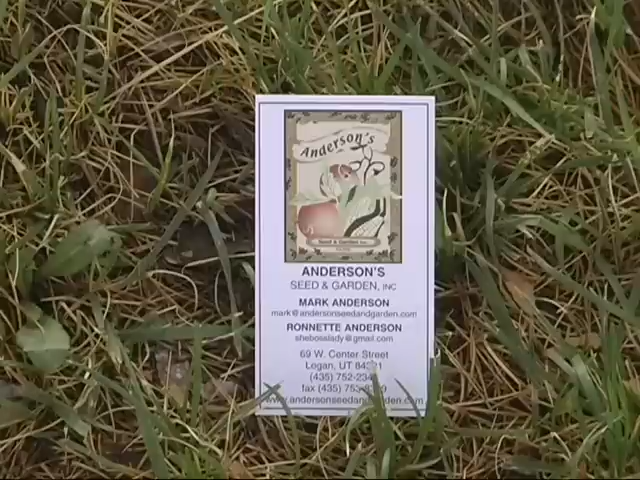 Anderson's
Seed & Garden Inc.
ANDERSON'S
SEED & GARDEN, INC
MARK ANDERSON
mark@andersonseedandgarden.com
RONNETTE ANDERSON
shebosslady@gmail.com
69 W. Center Street
Logan, UT
(435)
fax (435)
www.andersonseedandgarden.com